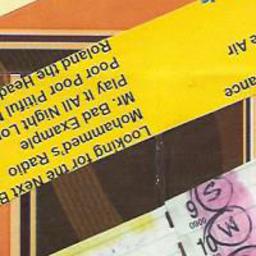 Looking for the Next B
Mohammed's Radio
Mr. Bad Example
Play it All Night Lo
Poor Poor Pitiful
Roland the Head
ance
e Air
9 S
0000
10 W